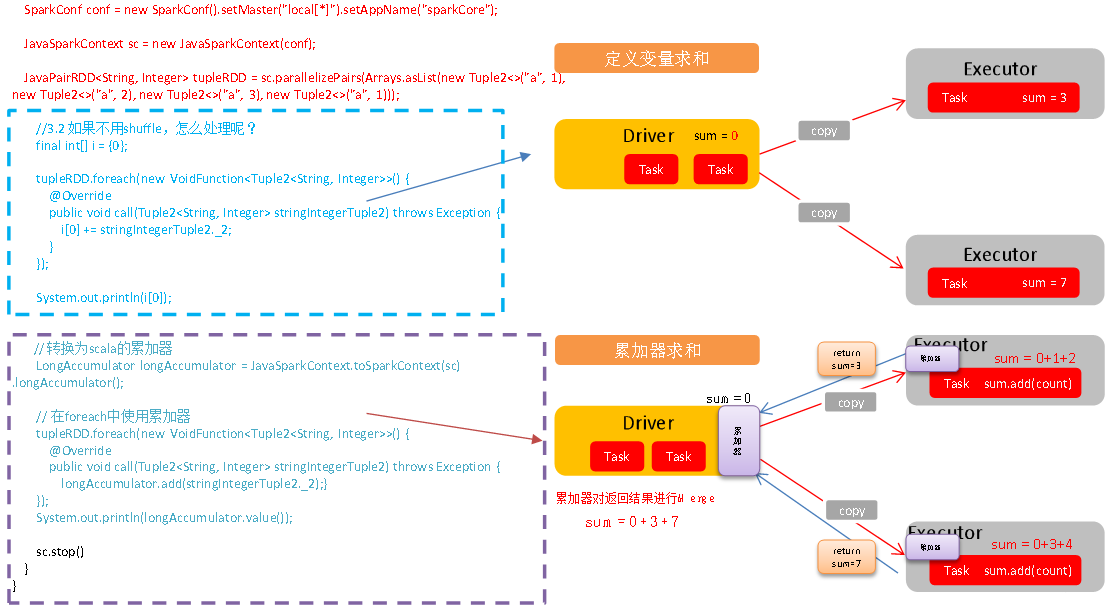 SparkConf conf = new SparkConf().setMaster("local[*]").setAppName("sparkCore");
JavaSparkContext sc = new JavaSparkContext(conf);
JavaPairRDD<String, Integer> tupleRDD = sc.parallelizePairs(Arrays.asList(new Tuple2<>("a", 1),
new Tuple2<>("a", 2), new Tuple2<>("a", 3), new Tuple2<>("a", 1)));
//3.2 如果不用shuffle，怎么处理呢？
final int[] i = {0};
tupleRDD.foreach(new VoidFunction<Tuple2<String, Integer>>() {
@Override
public void call(Tuple2<String, Integer> stringIntegerTuple2) throws Exception {
i[0] += stringIntegerTuple2._2;
}
});
System.out.println(i[0]);
定义变量求和
Driver
sum = 0
Task
Task
copy
copy
Executor
Task
sum = 3
Executor
Task
sum = 7
// 转换为scala的累加器
LongAccumulator longAccumulator = JavaSparkContext.toSparkContext(sc)
.longAccumulator();
// 在foreach中使用累加器
tupleRDD.foreach(new VoidFunction<Tuple2<String, Integer>>() {
@Override
public void call(Tuple2<String, Integer> stringIntegerTuple2) throws Exception {
longAccumulator.add(stringIntegerTuple2._2);}
});
System.out.println(longAccumulator.value());
sc.stop()
}
}
累加器求和
sum = 0
Driver
Task
Task
累加器
累加器对返回结果进行Merge
sum = 0+3+7
return
sum=3
copy
copy
return
sum=7
Executor
累加器
sum = 0+1+2
Task
sum.add(count)
Executor
累加器
sum = 0+3+4
Task
sum.add(count)